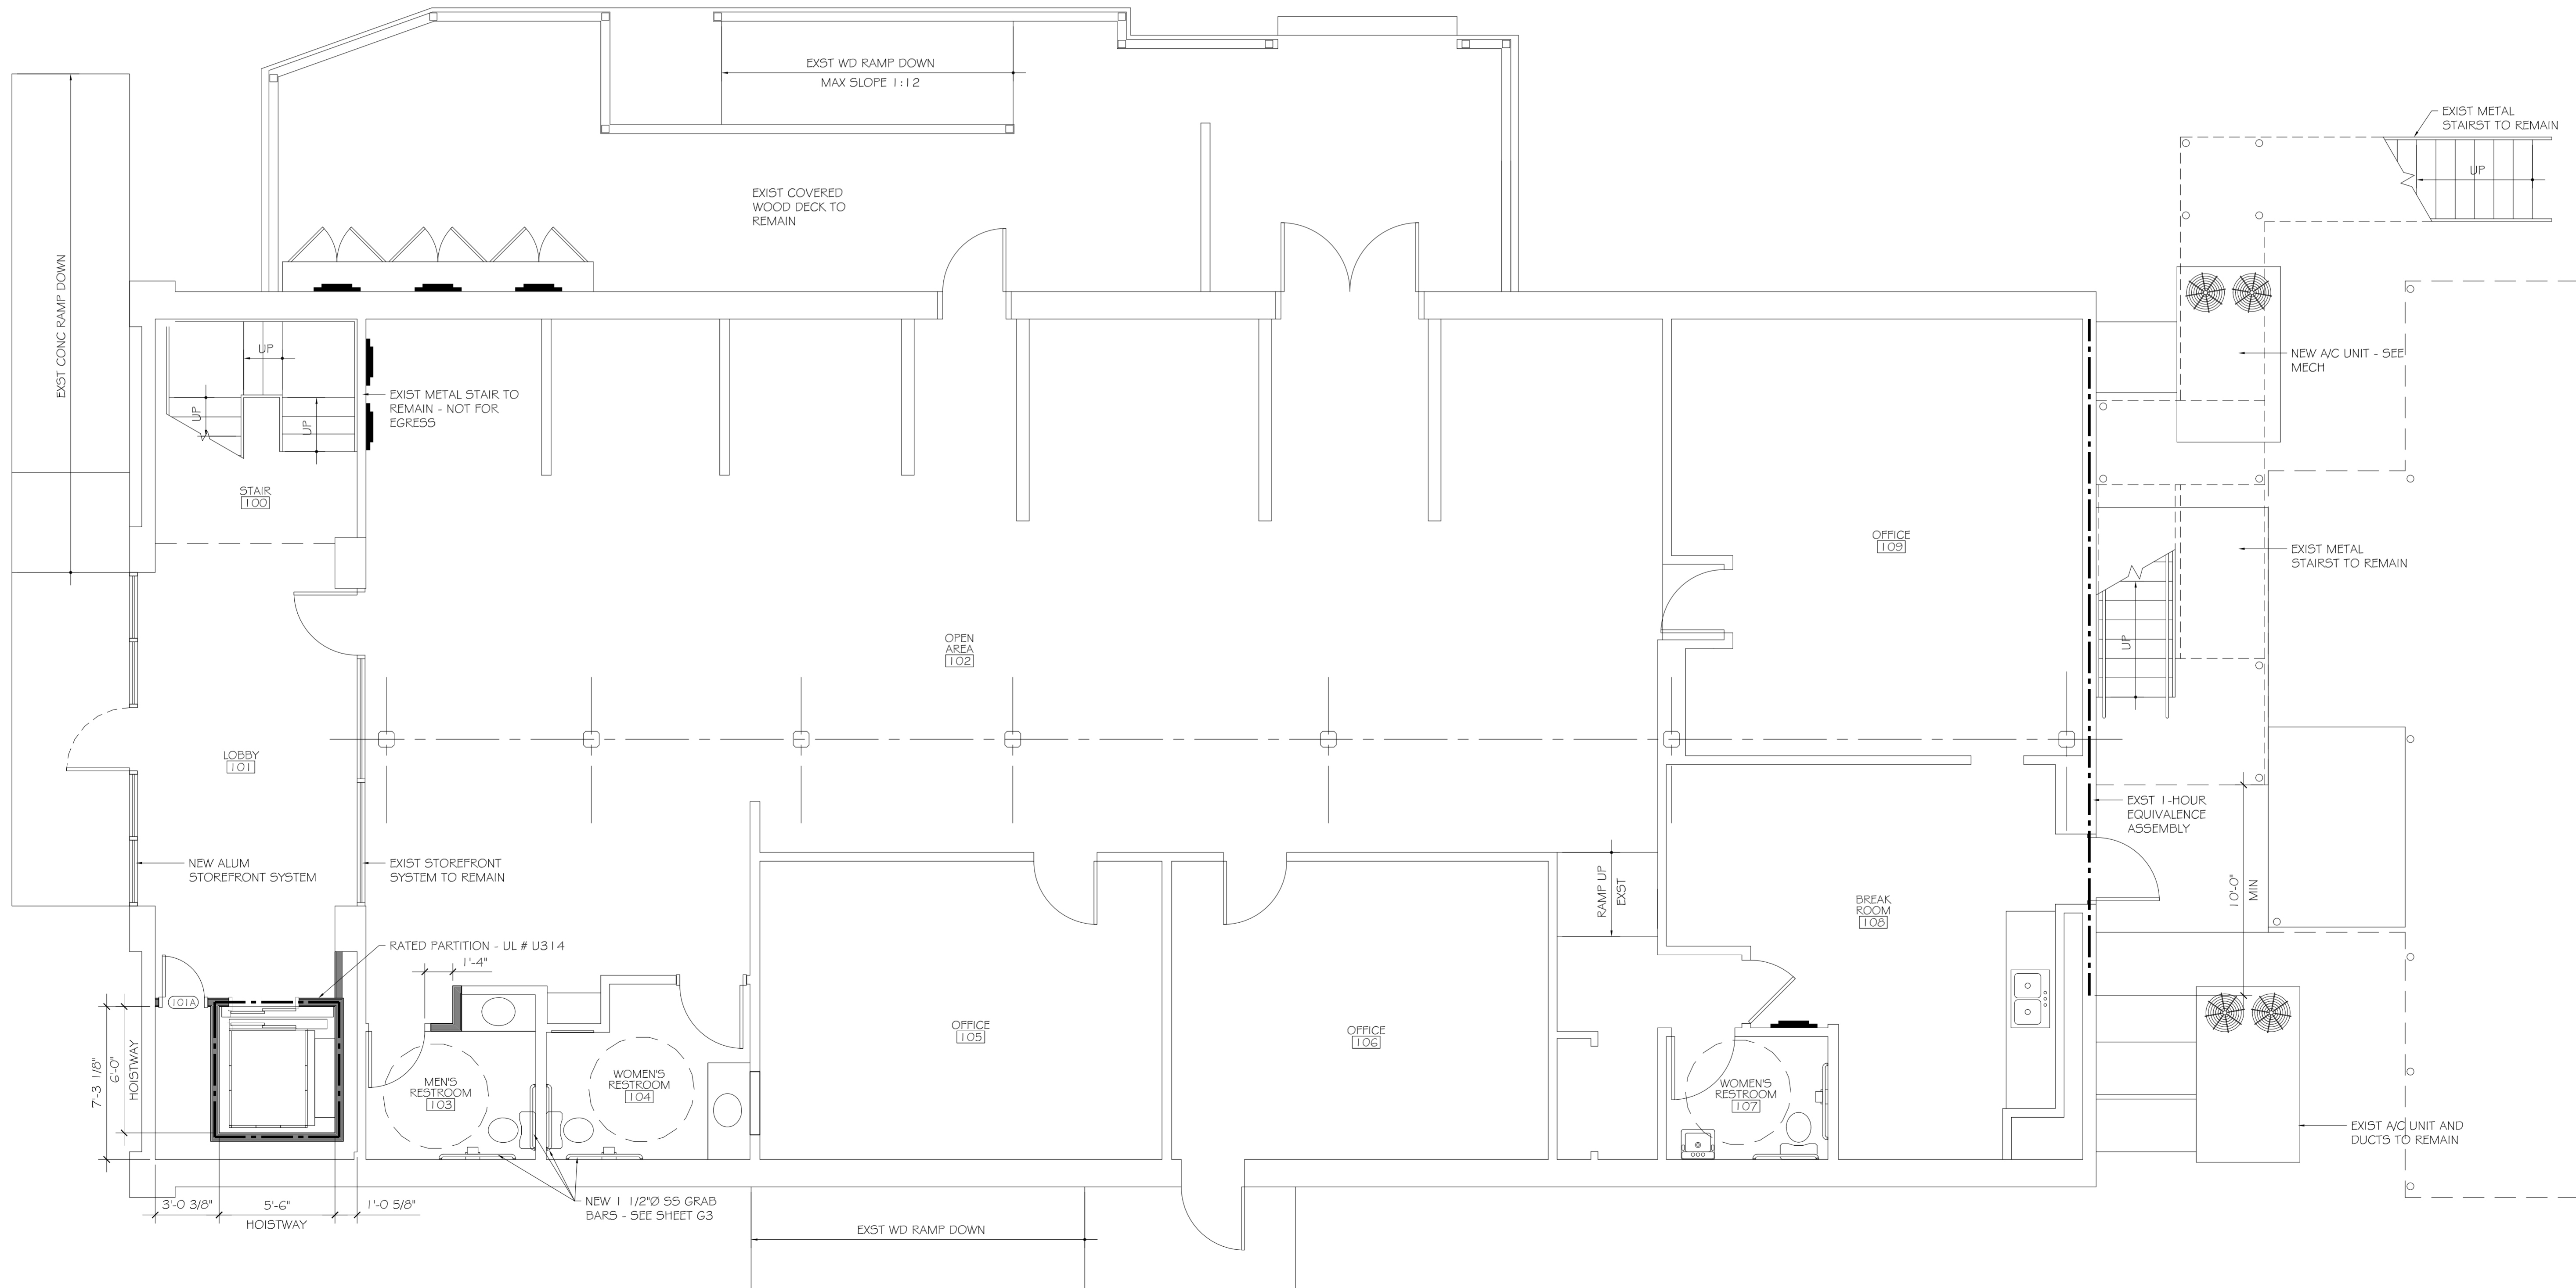 EXST WD RAMP DOWN
MAX SLOPE 1:12
EXIST METAL
STAIRST TO REMAIN
UP
EXIST COVERED
WOOD DECK TO
REMAIN
EXST CONC RAMP DOWN
UP
UP
UP
EXIST METAL STAIR TO
REMAIN - NOT FOR
EGRESS
NEW A/C UNIT - SEE
MECH
STAIR
100
OFFICE
109
EXIST METAL
STAIRST TO REMAIN
UP
OPEN
AREA
102
LOBBY
101
EXST 1-HOUR
EQUIVALENCE
ASSEMBLY
NEW ALUM
STOREFRONT SYSTEM
EXIST STOREFRONT
SYSTEM TO REMAIN
RAMP UP
EXST
BREAK
ROOM
108
10'-0"
MIN
RATED PARTITION - UL # U314
1'-4"
101A
7'-3 1/8"
6'-0"
HOISTWAY
MEN'S
RESTROOM
103
WOMEN'S
RESTROOM
104
OFFICE
105
OFFICE
106
WOMEN'S
RESTROOM
107
EXIST A/C UNIT AND
DUCTS TO REMAIN
3'-0 3/8"
5'-6"
HOISTWAY
1'-0 5/8"
NEW 1 1/2"Ø SS GRAB
BARS - SEE SHEET G3
EXST WD RAMP DOWN